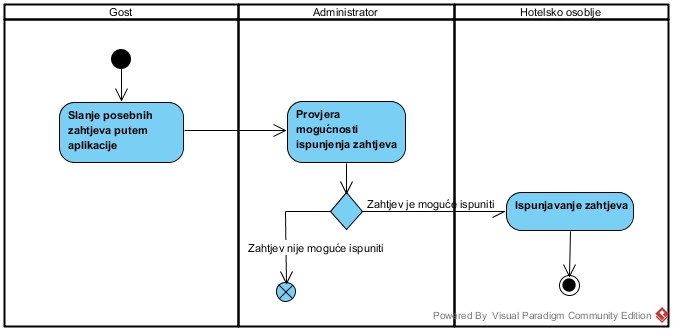 Gost
Administrator
Hotelsko osoblje
Slanje posebnih
zahtjeva putem
aplikacije
Provjera
mogućnosti
ispunjenja zahtjeva
Zahtjev je moguće ispuniti
Ispunjavanje zahtjeva
Zahtjev nije moguće ispuniti
Powered By Visual Paradigm Community Edition